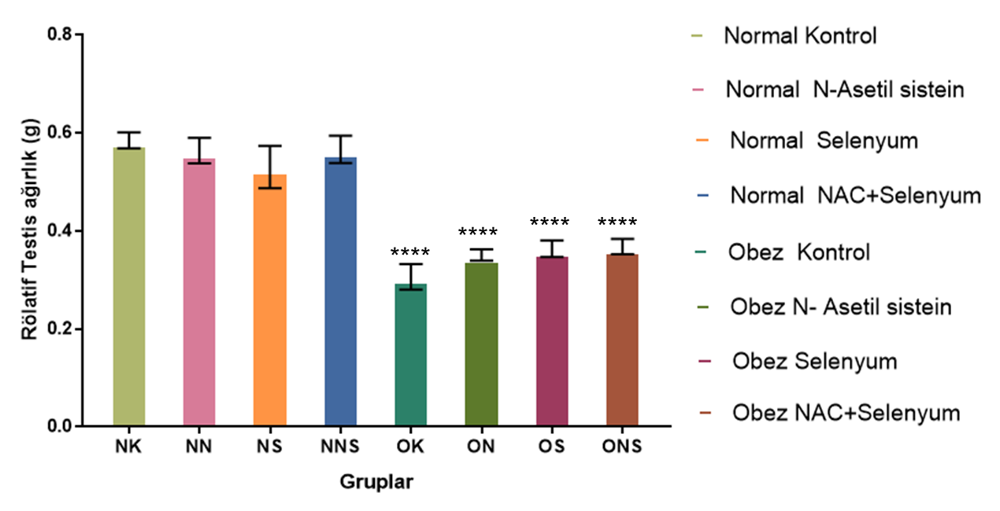 0.8
0.6
0.4
0.2
0.0
Rölatif Testis ağırlık (g)
****
****
****
****
NK NN NS NNS OK ON OS ONS
Gruplar
Normal Kontrol
Normal N-Asetil sistein
Normal Selenyum
Normal NAC+Selenyum
Obez Kontrol
Obez N- Asetil sistein
Obez Selenyum
Obez NAC+Selenyum